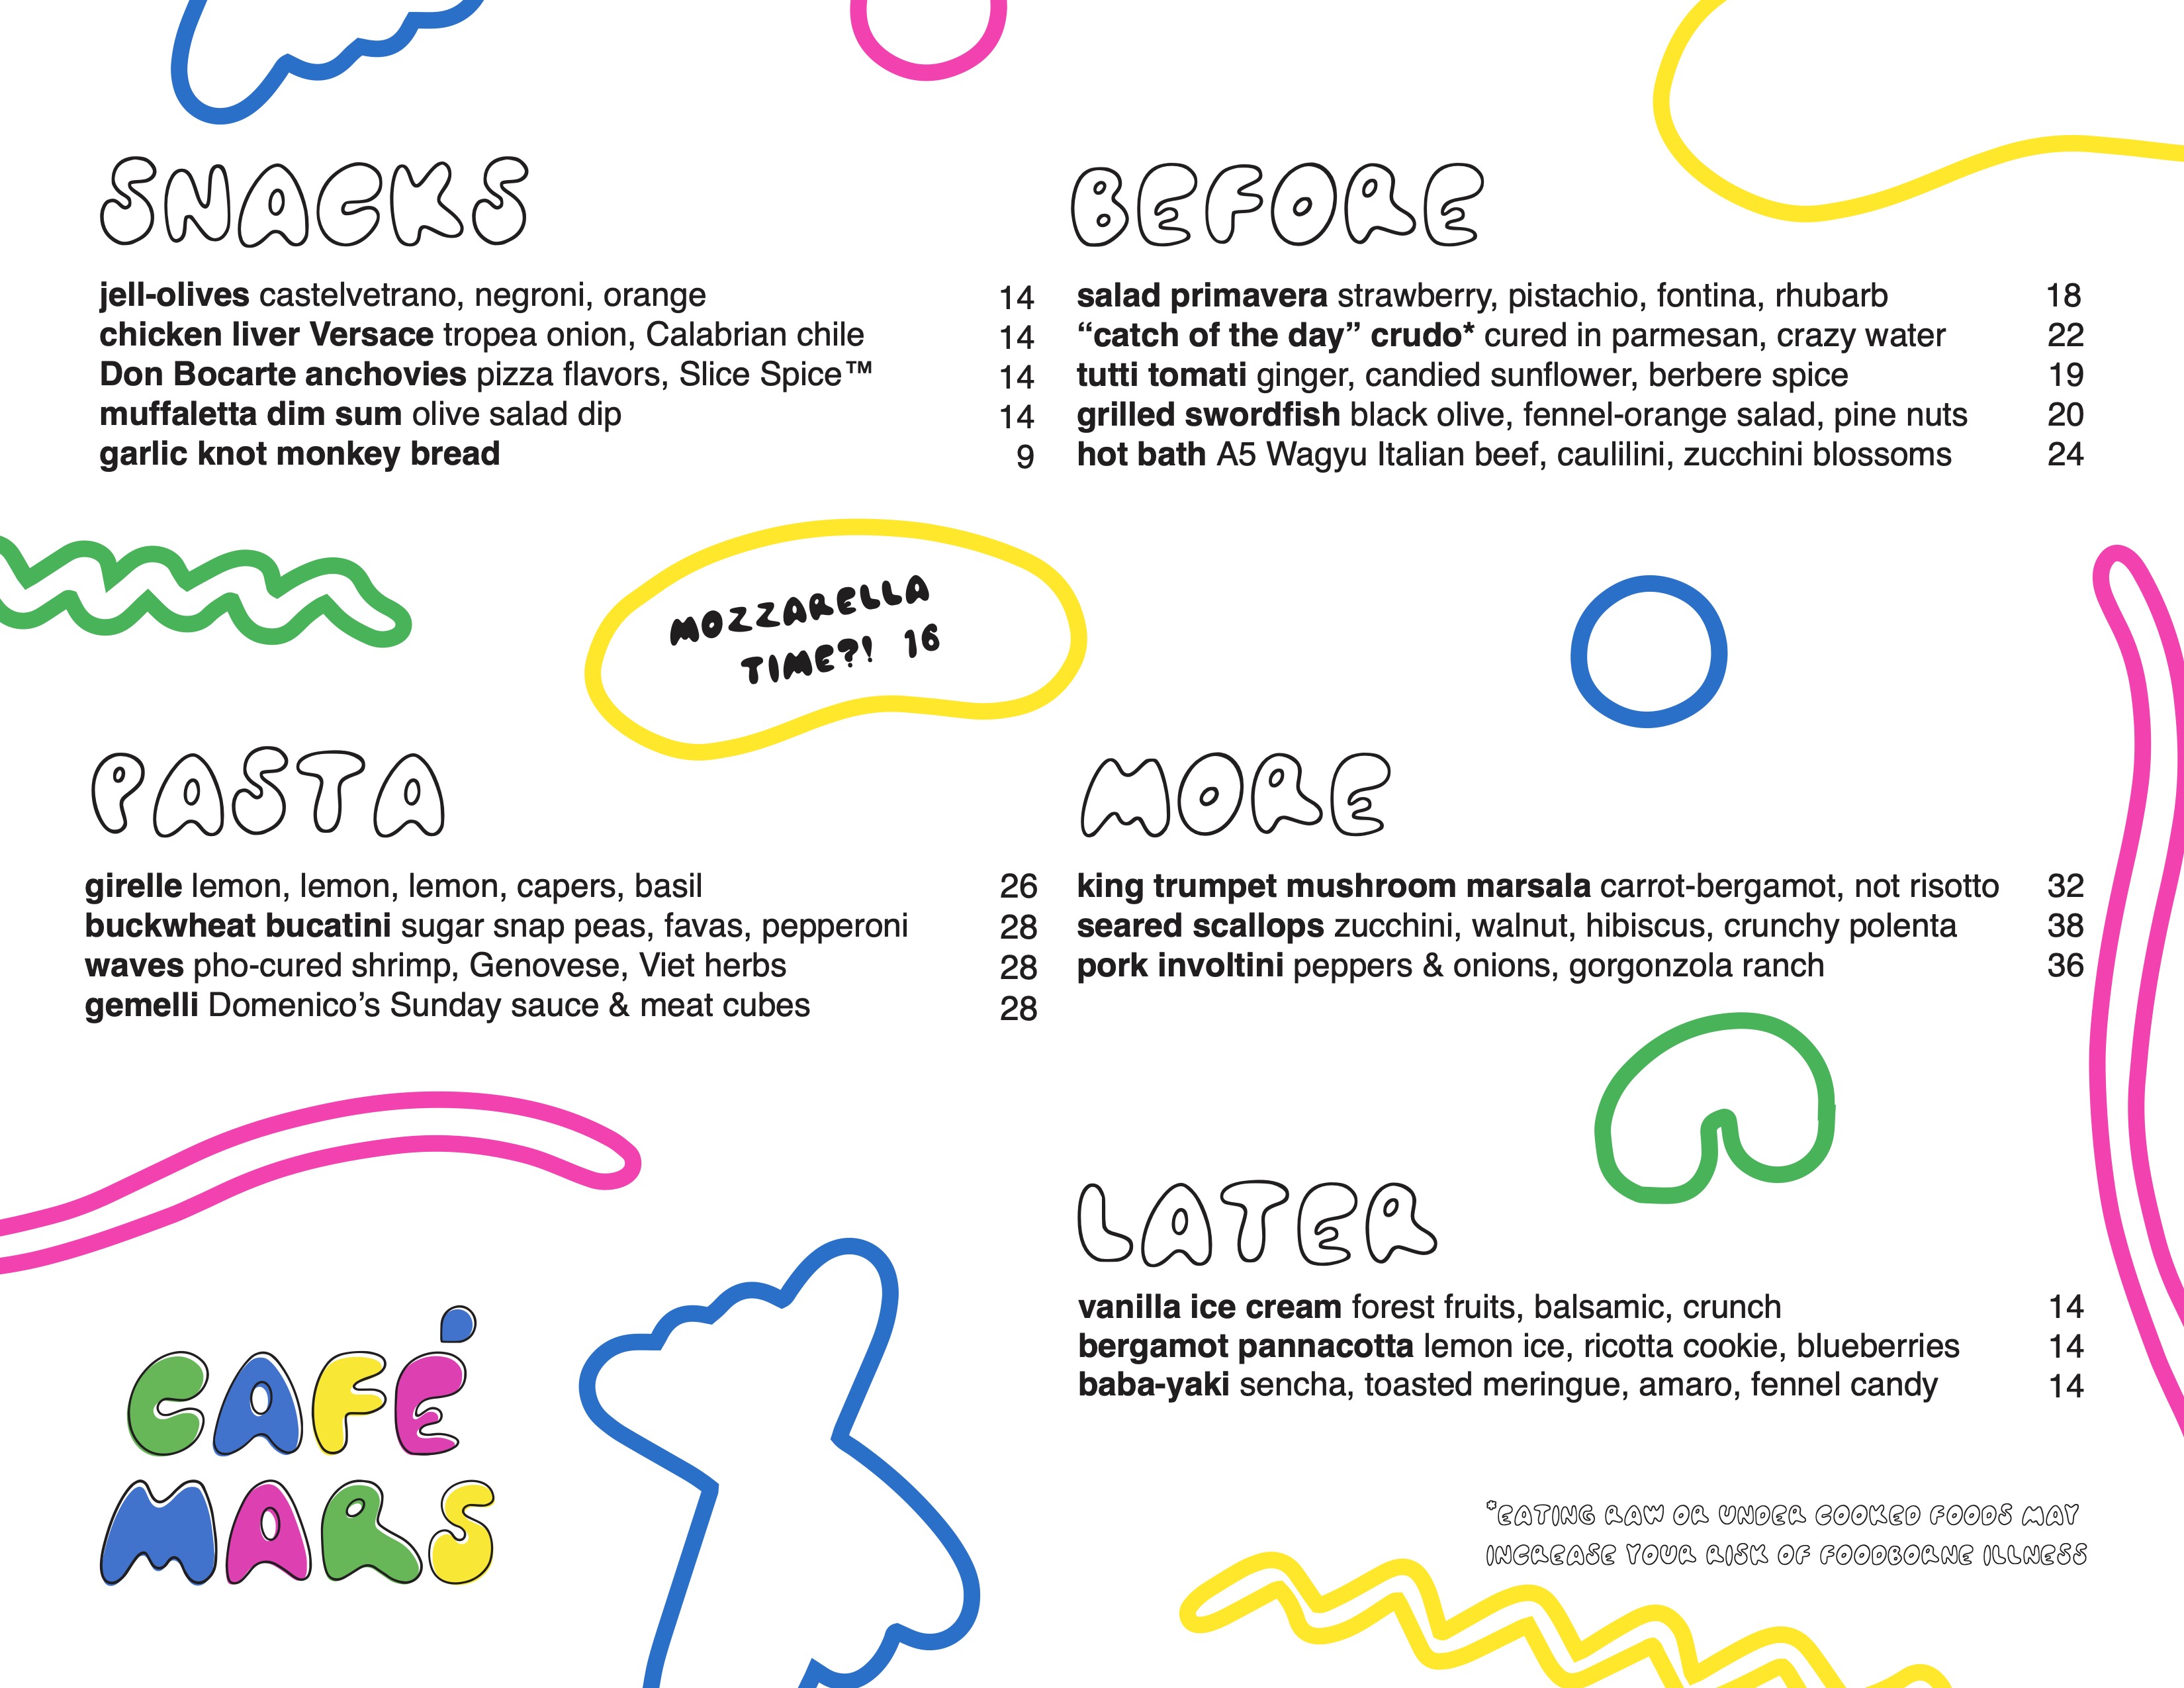 SNACKS
jell-olives castelvetrano, negroni, orange 14
chicken liver Versace tropea onion, Calabrian chile 14
Don Bocarte anchovies pizza flavors, Slice Spice™ 14
muffaletta dim sum olive salad dip 14
garlic knot monkey bread 9
BEFORE
salad primavera strawberry, pistachio, fontina, rhubarb 18
“catch of the day” crudo* cured in parmesan, crazy water 22
tutti tomati ginger, candied sunflower, berbere spice 19
grilled swordfish black olive, fennel-orange salad, pine nuts 20
hot bath A5 Wagyu Italian beef, caulilini, zucchini blossoms 24
MOZZARELLA
TIME?! 16
PASTA
girelle lemon, lemon, lemon, capers, basil 26
buckwheat bucatini sugar snap peas, favas, pepperoni 28
waves pho-cured shrimp, Genovese, Viet herbs 28
gemelli Domenico’s Sunday sauce & meat cubes 28
MORE
king trumpet mushroom marsala carrot-bergamot, not risotto 32
seared scallops zucchini, walnut, hibiscus, crunchy polenta 38
pork involtini peppers & onions, gorgonzola ranch 36
LATER
vanilla ice cream forest fruits, balsamic, crunch 14
bergamot pannacotta lemon ice, ricotta cookie, blueberries 14
baba-yaki sencha, toasted meringue, amaro, fennel candy 14
CAFÉ
MARS
*EATING RAW OR UNDER COOKED FOODS MAY
INCREASE YOUR RISK OF FOODBORNE ILLNESS